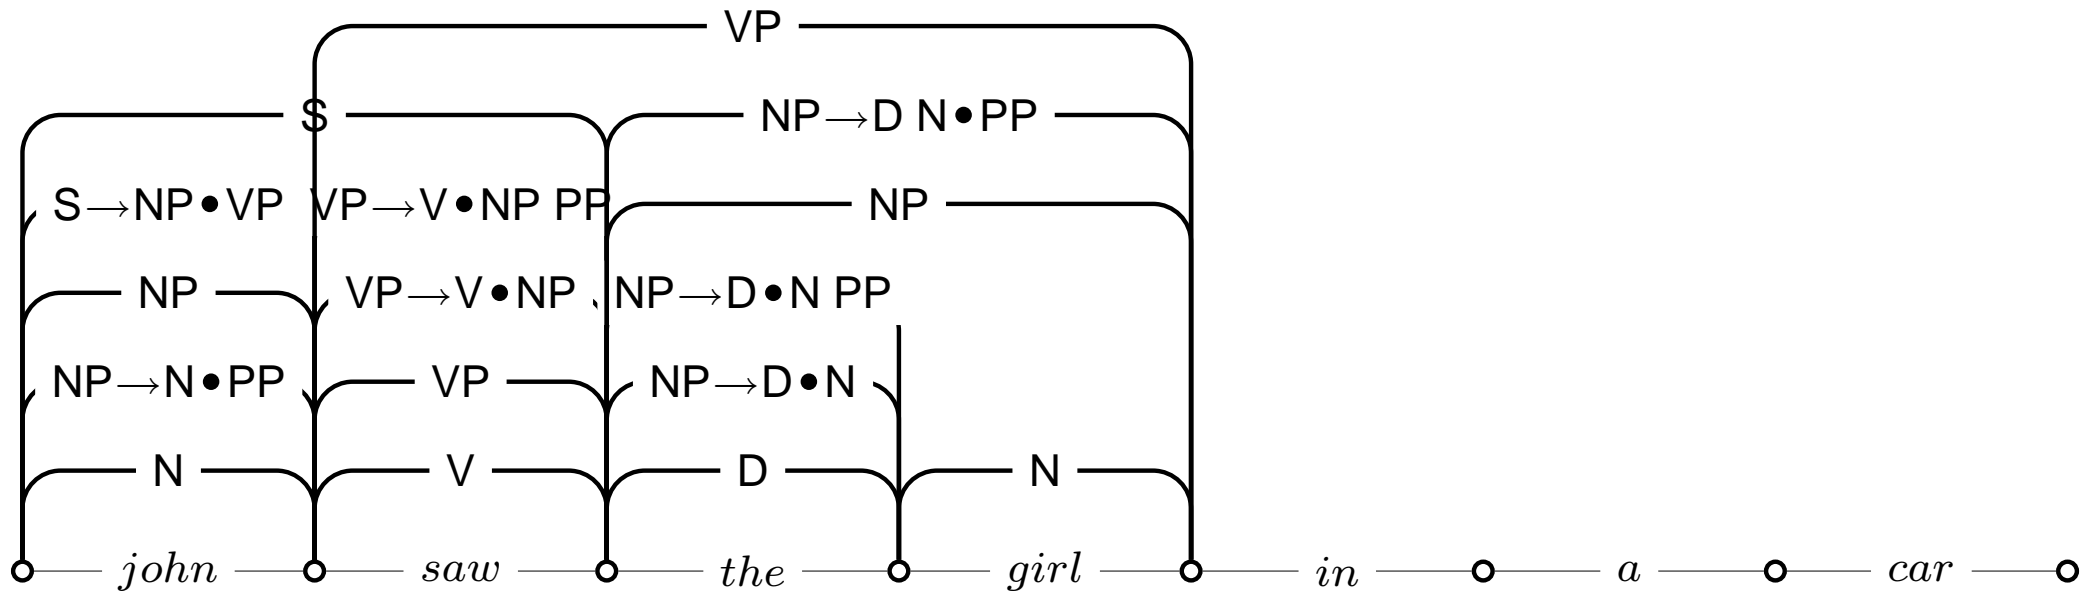 VP
S NP→D N•PP
S→NP•VP VP→V•NP PP NP
NP VP→V•NP NP→D•N PP
NP→N•PP VP NP→D•N
N V D N
john saw the girl in a car